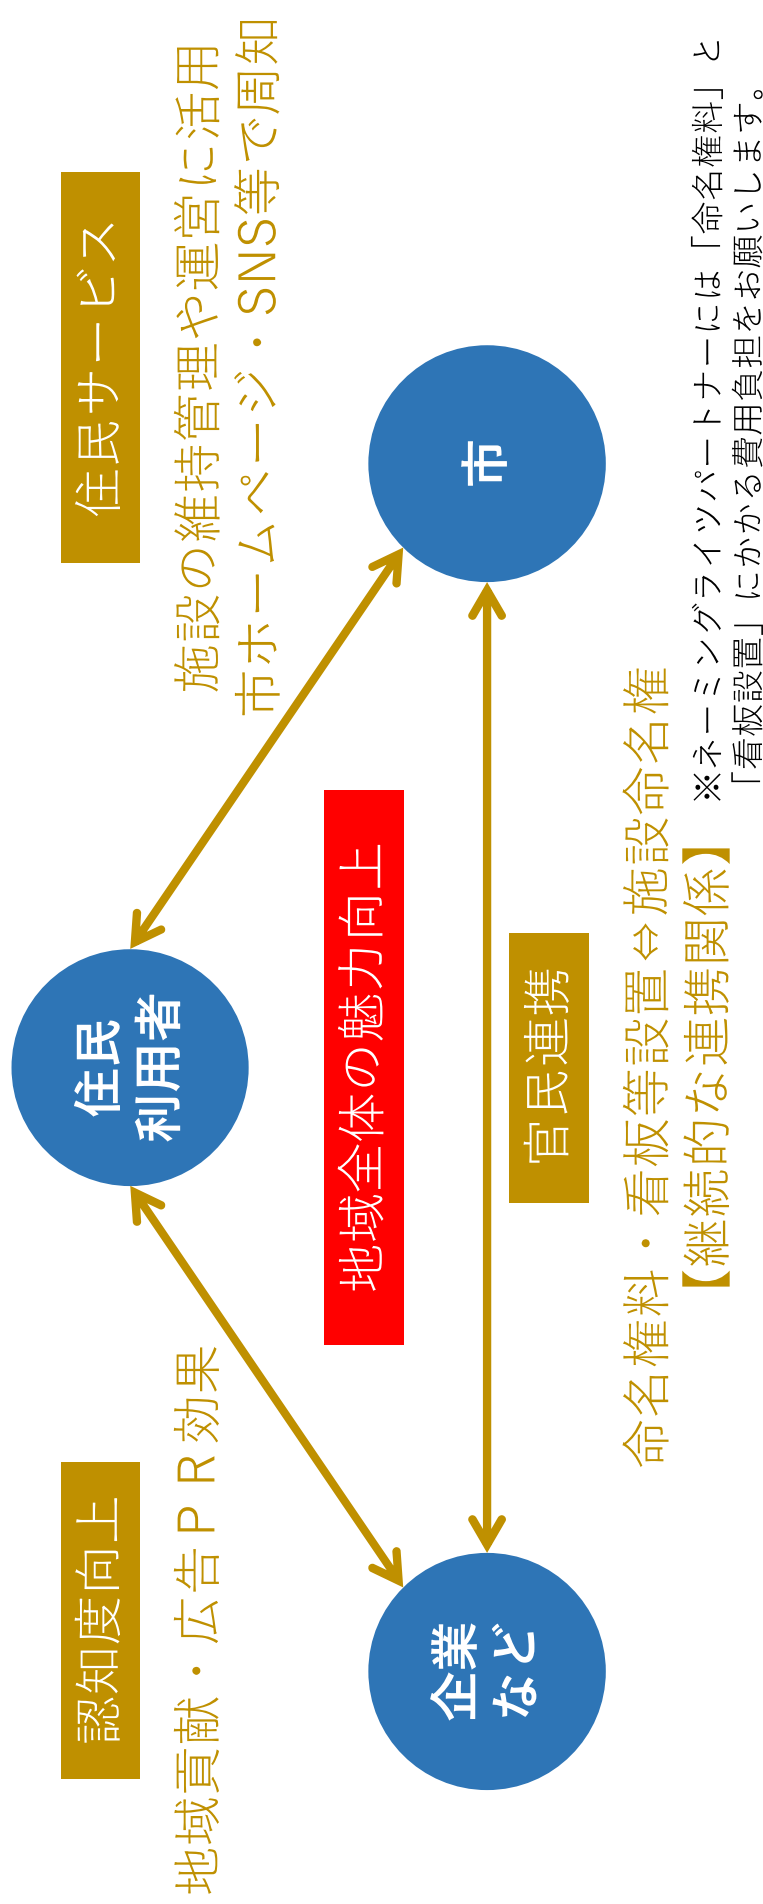 認知度向上
地域貢献・広告ＰＲ効果
住民サービス
施設の維持管理や運営に活用
市ホームページ・SNS等で周知
住民
利用者
地域全体の魅力向上
企業
など
市
官民連携
命名権料・看板等設置⇔施設命名権
【継続的な連携関係】
※ネーミングライツパートナーには「命名権料」と
「看板設置」にかかる費用負担をお願いします。